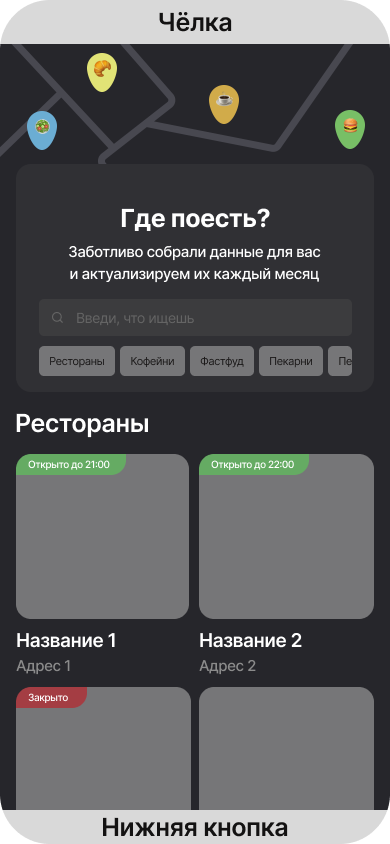 Чёлка
Где поесть?
Заботливо собрали данные для вас
и актуализируем их каждый месяц
Введи, что ищешь
Рестораны Кофейни Фастфуд Пекарни Пе
Рестораны
Открыто до 21:00 Открыто до 22:00
Название 1 Название 2
Адрес 1 Адрес 2
Закрыто
Нижняя кнопка